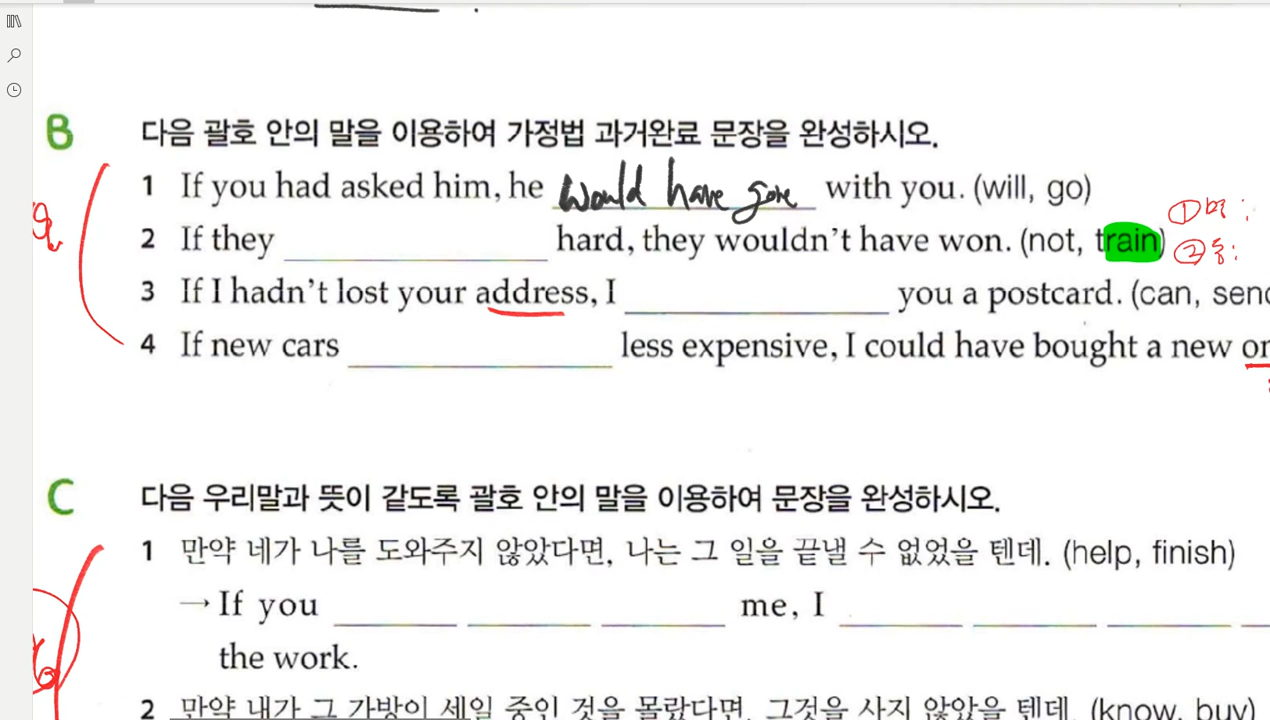 B 다음 괄호 안의 말을 이용하여 가정법 과거완료 문장을 완성하시오.
1 If you had asked him, he would have gone with you. (will, go)
2 If they hard, they wouldn't have won. (not, train) ① 명 : ② 동 :
3 If I hadn't lost your address, I you a postcard. (can, send
4 If new cars less expensive, I could have bought a new
C 다음 우리말과 뜻이 같도록 괄호 안의 말을 이용하여 문장을 완성하시오.
1 만약 네가 나를 도와주지 않았다면, 나는 그 일을 끝낼 수 없었을 텐데. (help, finish)
→ If you me, I
the work.
2 만약 내가 그 가방이 세일 중인 것을 몰랐다면, 그것을 사지 않았을 텐데. (know, buy)